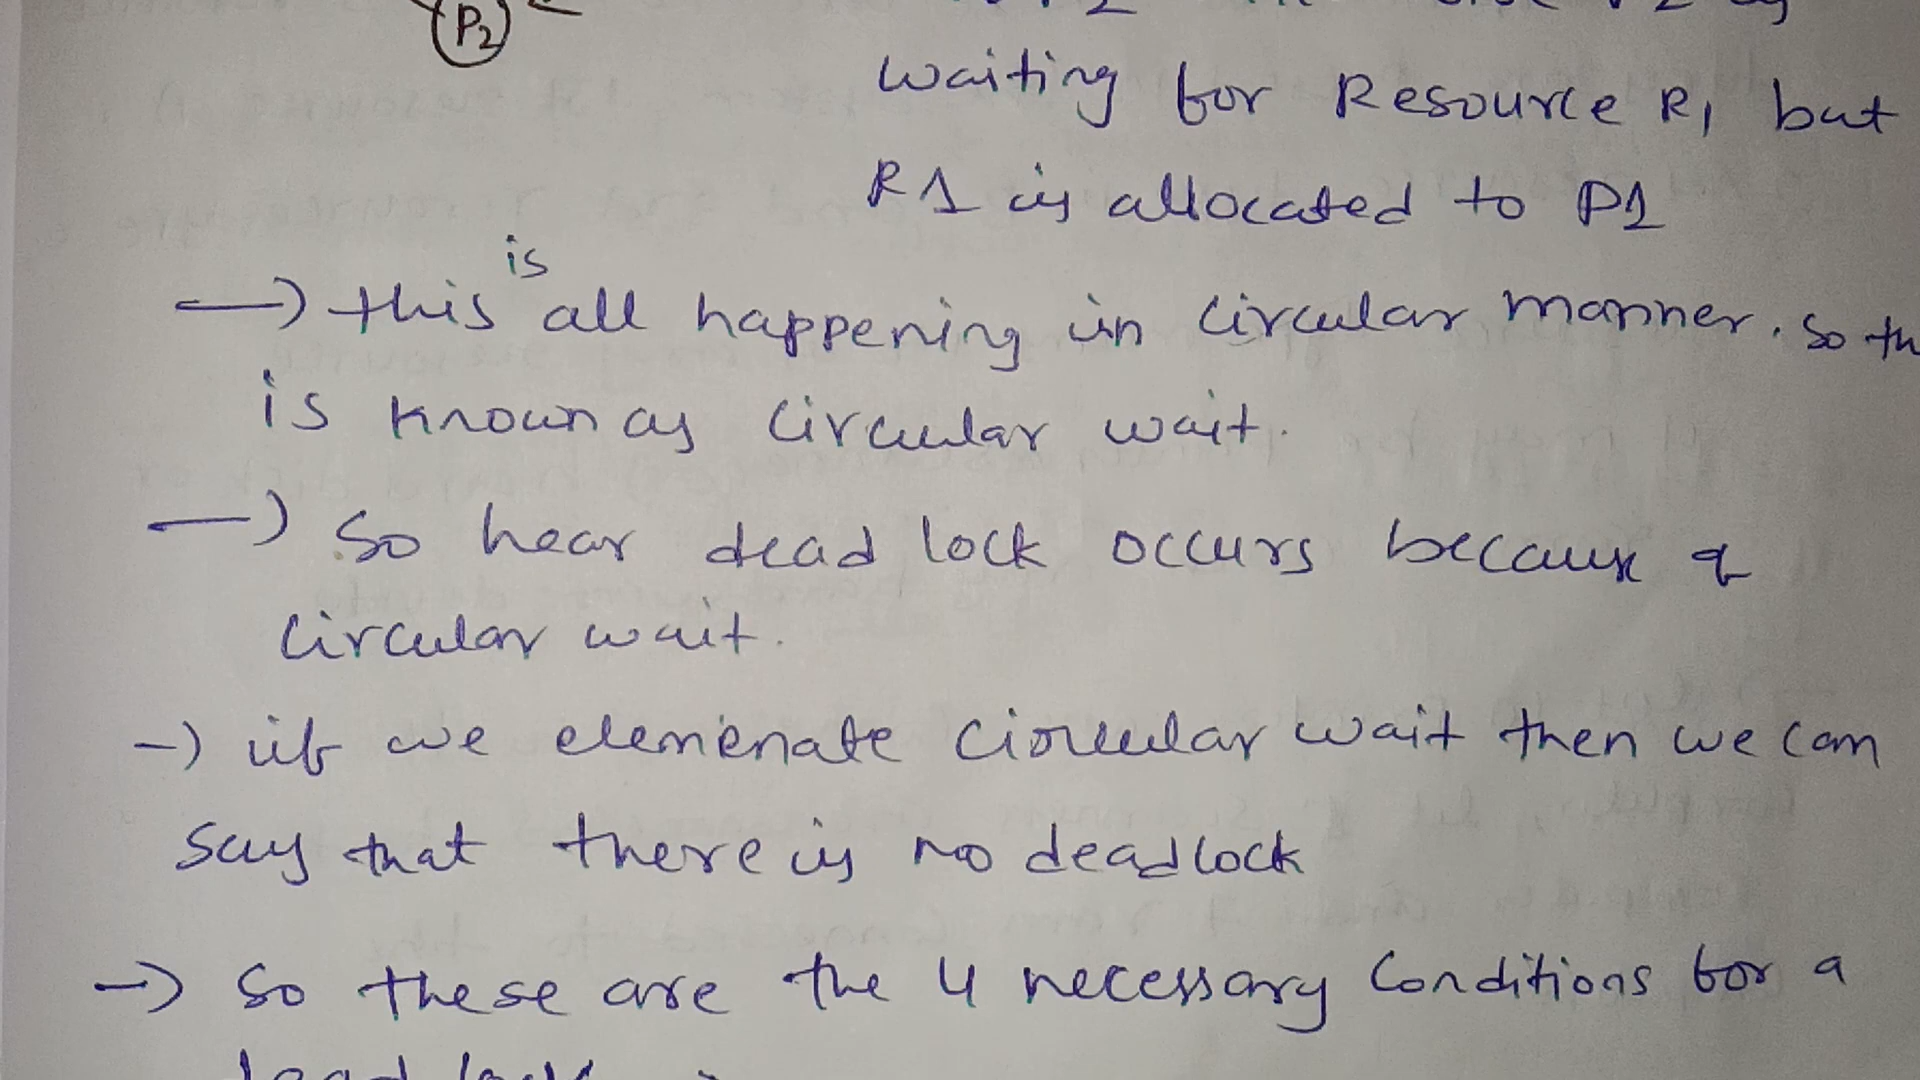 P2
waiting for Resource R1 but
R1 is allocated to P1
is
→ this all happening in circular manner. So
is known as circular wait.
→ So hear dead lock occurs because of
circular wait.
→ if we elemenate circular wait then we can
say that there is no deadlock
→ So these are the 4 necessary Conditions for a